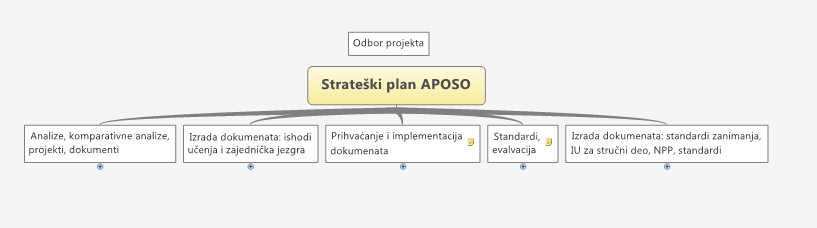 Odbor projekta
Strateški plan APOSO
Analize, komparativne analize,
projekti, dokumenti
Izrada dokumenata: ishodi
učenja i zajednička jezgra
Prihvaćanje i implementacija
dokumenata
Standardi,
evalvacija
Izrada dokumenata: standardi zanimanja,
IU za stručni deo, NPP, standardi